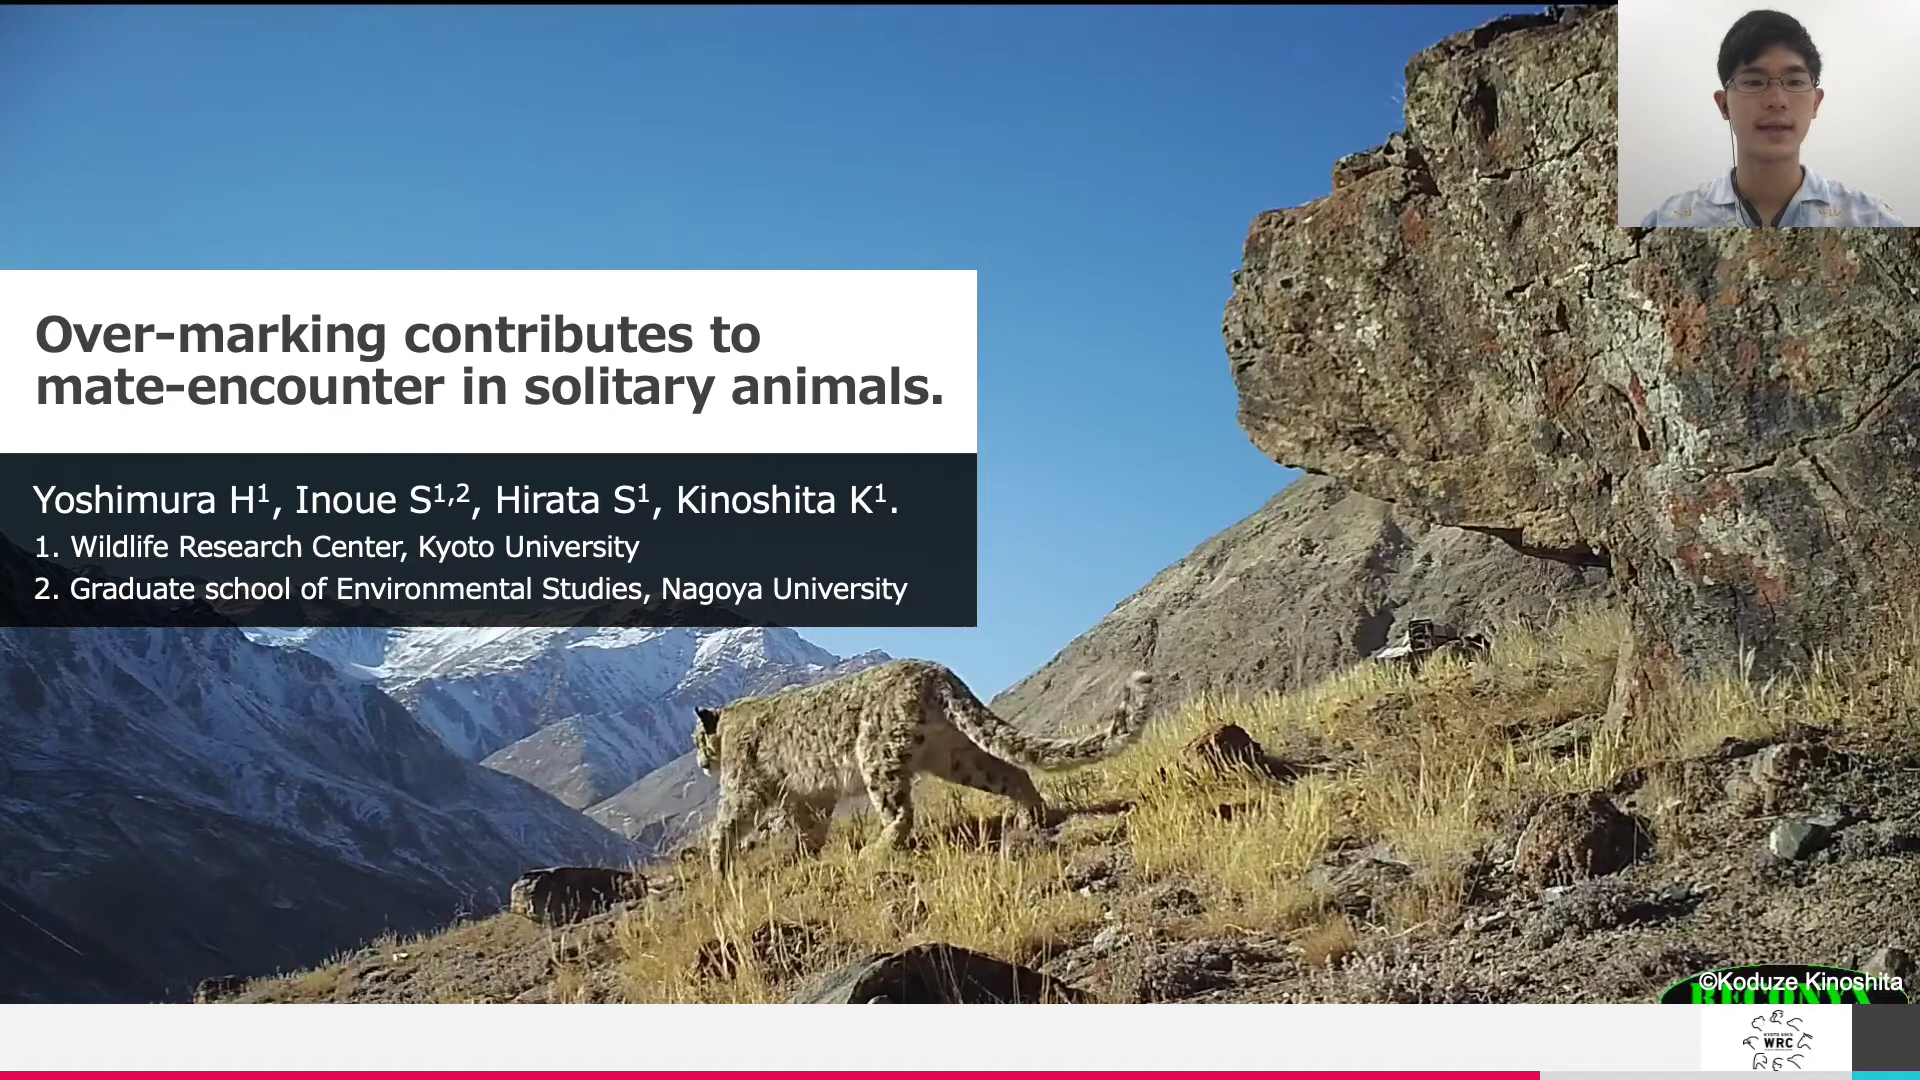 Over-marking contributes to
mate-encounter in solitary animals.
Yoshimura H¹, Inoue S¹,², Hirata S¹, Kinoshita K¹.
1. Wildlife Research Center, Kyoto University
2. Graduate school of Environmental Studies, Nagoya University
©Koduze Kinoshita
RECONYX
WRC